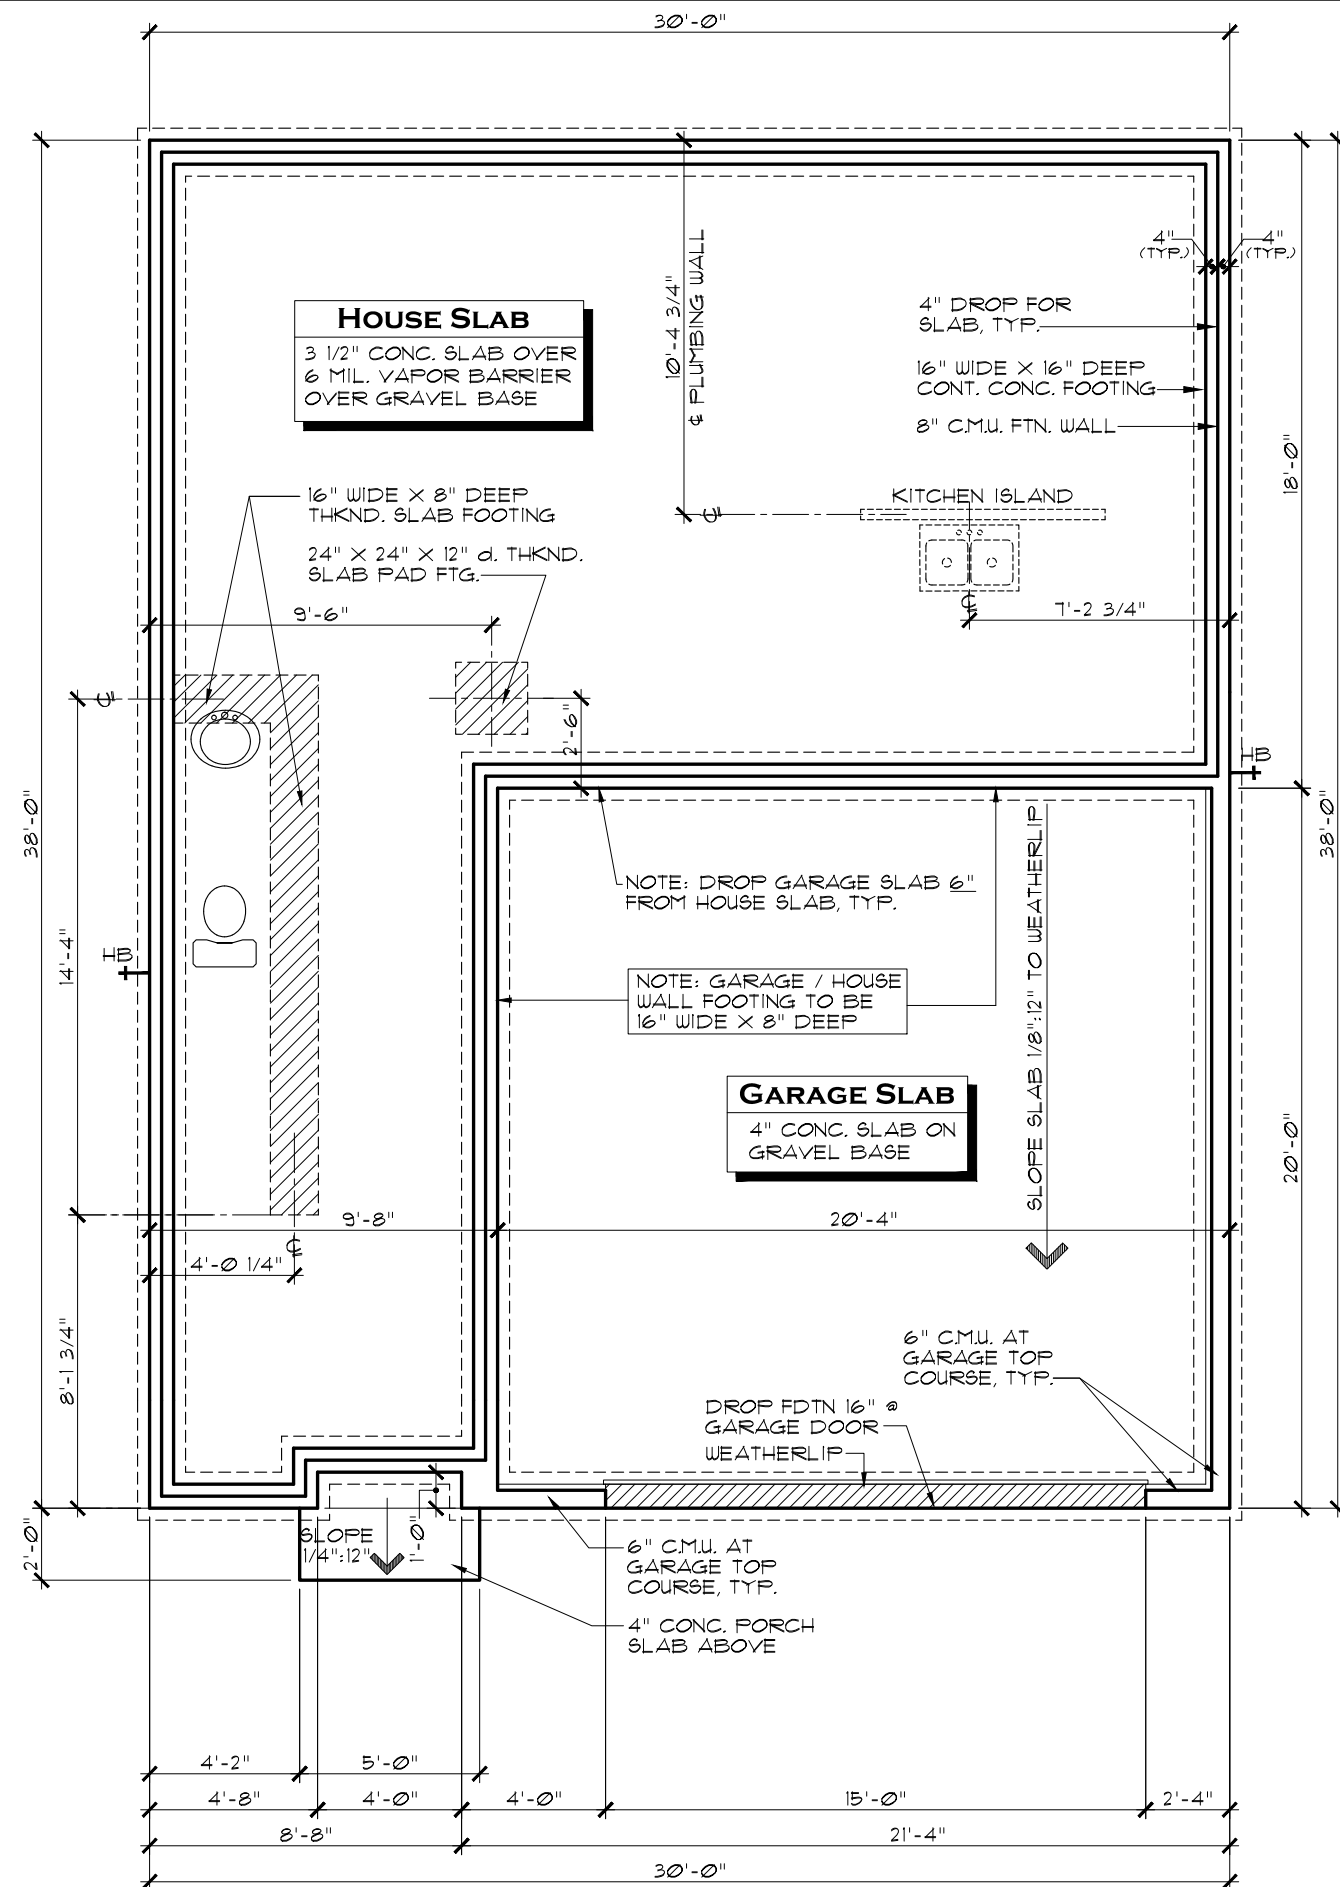 30'-0"
4"
(TYP.)
4"
(TYP.)
10'-4 3/4"
℄ PLUMBING WALL
HOUSE SLAB
3 1/2" CONC. SLAB OVER
6 MIL. VAPOR BARRIER
OVER GRAVEL BASE
4" DROP FOR
SLAB, TYP.
16" WIDE X 16" DEEP
CONT. CONC. FOOTING
8" C.M.U. FTN. WALL
18'-0"
16" WIDE X 8" DEEP
THKND. SLAB FOOTING
KITCHEN ISLAND
℄
24" X 24" X 12" d. THKND.
SLAB PAD FTG.
9'-6"
℄
7'-2 3/4"
℄
2'-6"
HB
38'-0"
38'-0"
NOTE: DROP GARAGE SLAB 6"
FROM HOUSE SLAB, TYP.
SLOPE SLAB 1/8":12" TO WEATHERLIP
14'-4"
HB
NOTE: GARAGE / HOUSE
WALL FOOTING TO BE
16" WIDE X 8" DEEP
GARAGE SLAB
4" CONC. SLAB ON
GRAVEL BASE
20'-0"
9'-8"
20'-4"
℄
4'-0 1/4"
8'-1 3/4"
6" C.M.U. AT
GARAGE TOP
COURSE, TYP.
DROP FDTN 16" @
GARAGE DOOR
WEATHERLIP
2'-0"
SLOPE
1/4":12"
1'-0"
6" C.M.U. AT
GARAGE TOP
COURSE, TYP.
4" CONC. PORCH
SLAB ABOVE
4'-2"
5'-0"
4'-8"
4'-0"
4'-0"
15'-0"
2'-4"
8'-8"
21'-4"
30'-0"